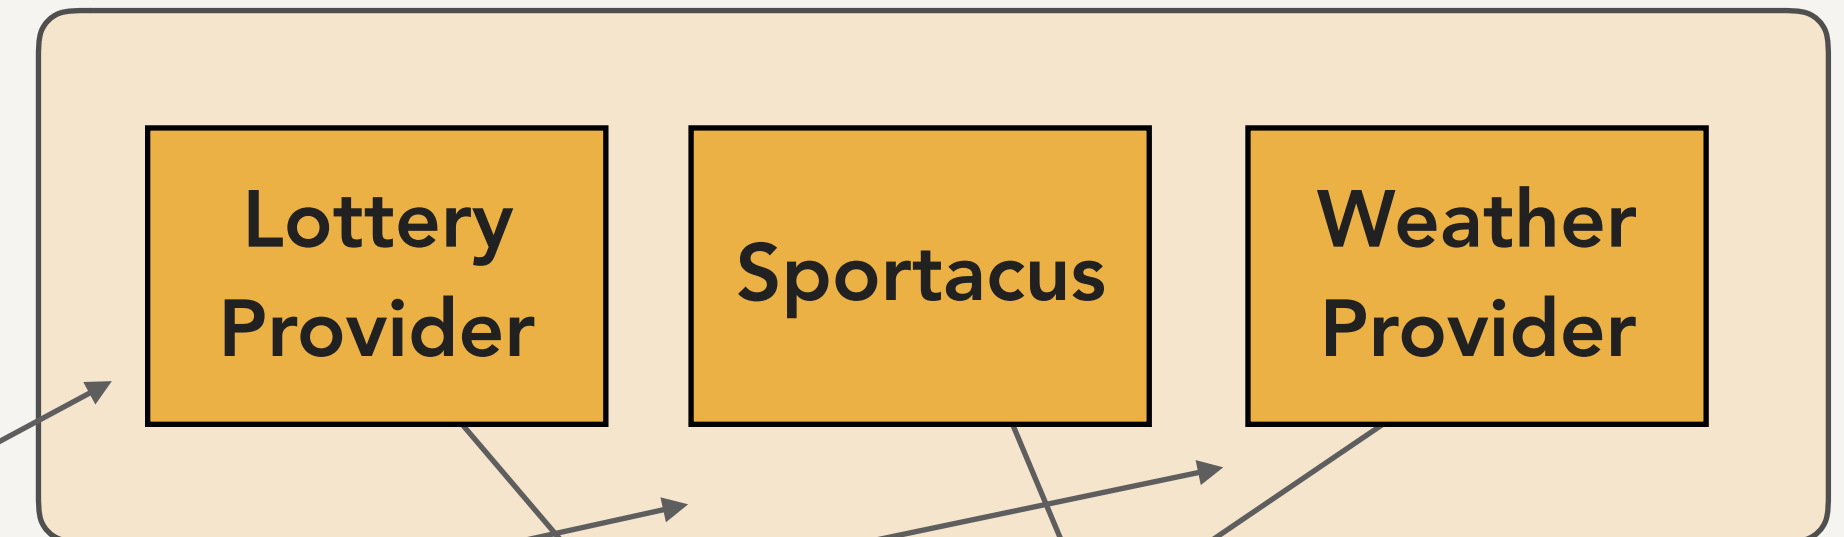 Lottery
Provider
Sportacus
Weather
Provider